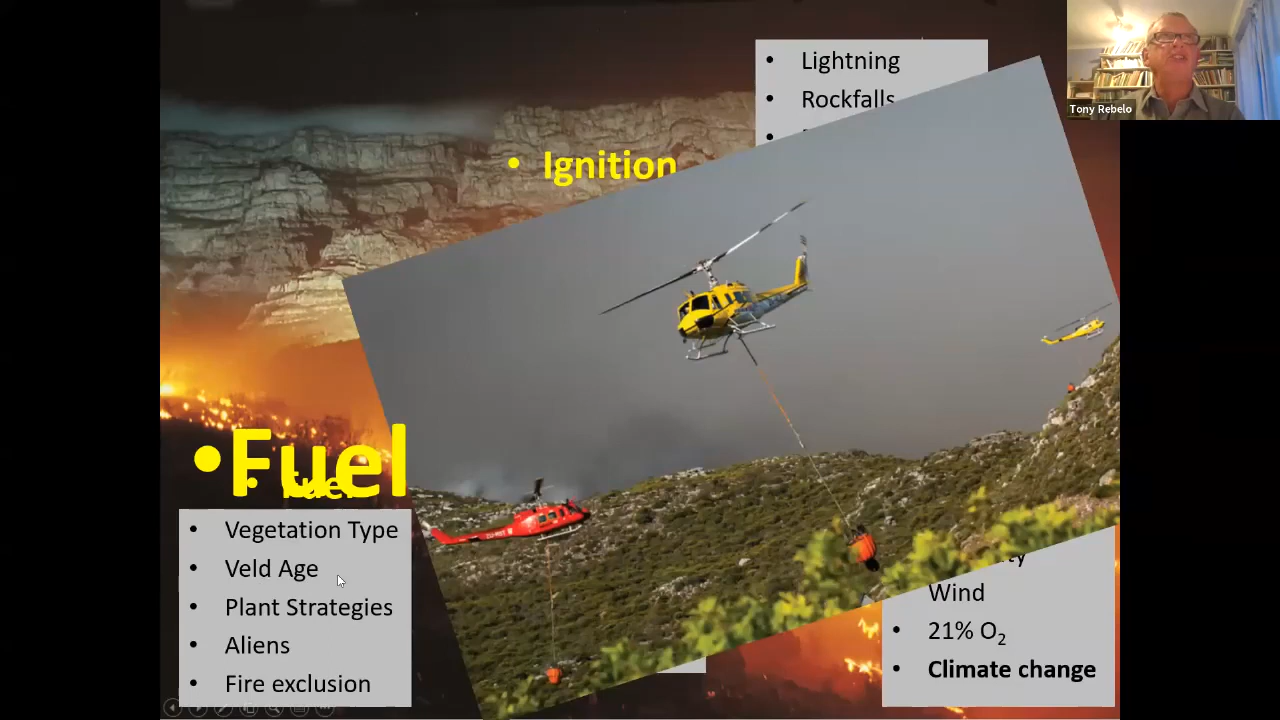 • Lightning
• Rockfalls
Tony Rebelo
• Ignition
• Fuel
• Fuel
• Vegetation Type
• Veld Age
• Plant Strategies
• Aliens
• Fire exclusion
Wind
• 21% O₂
• Climate change